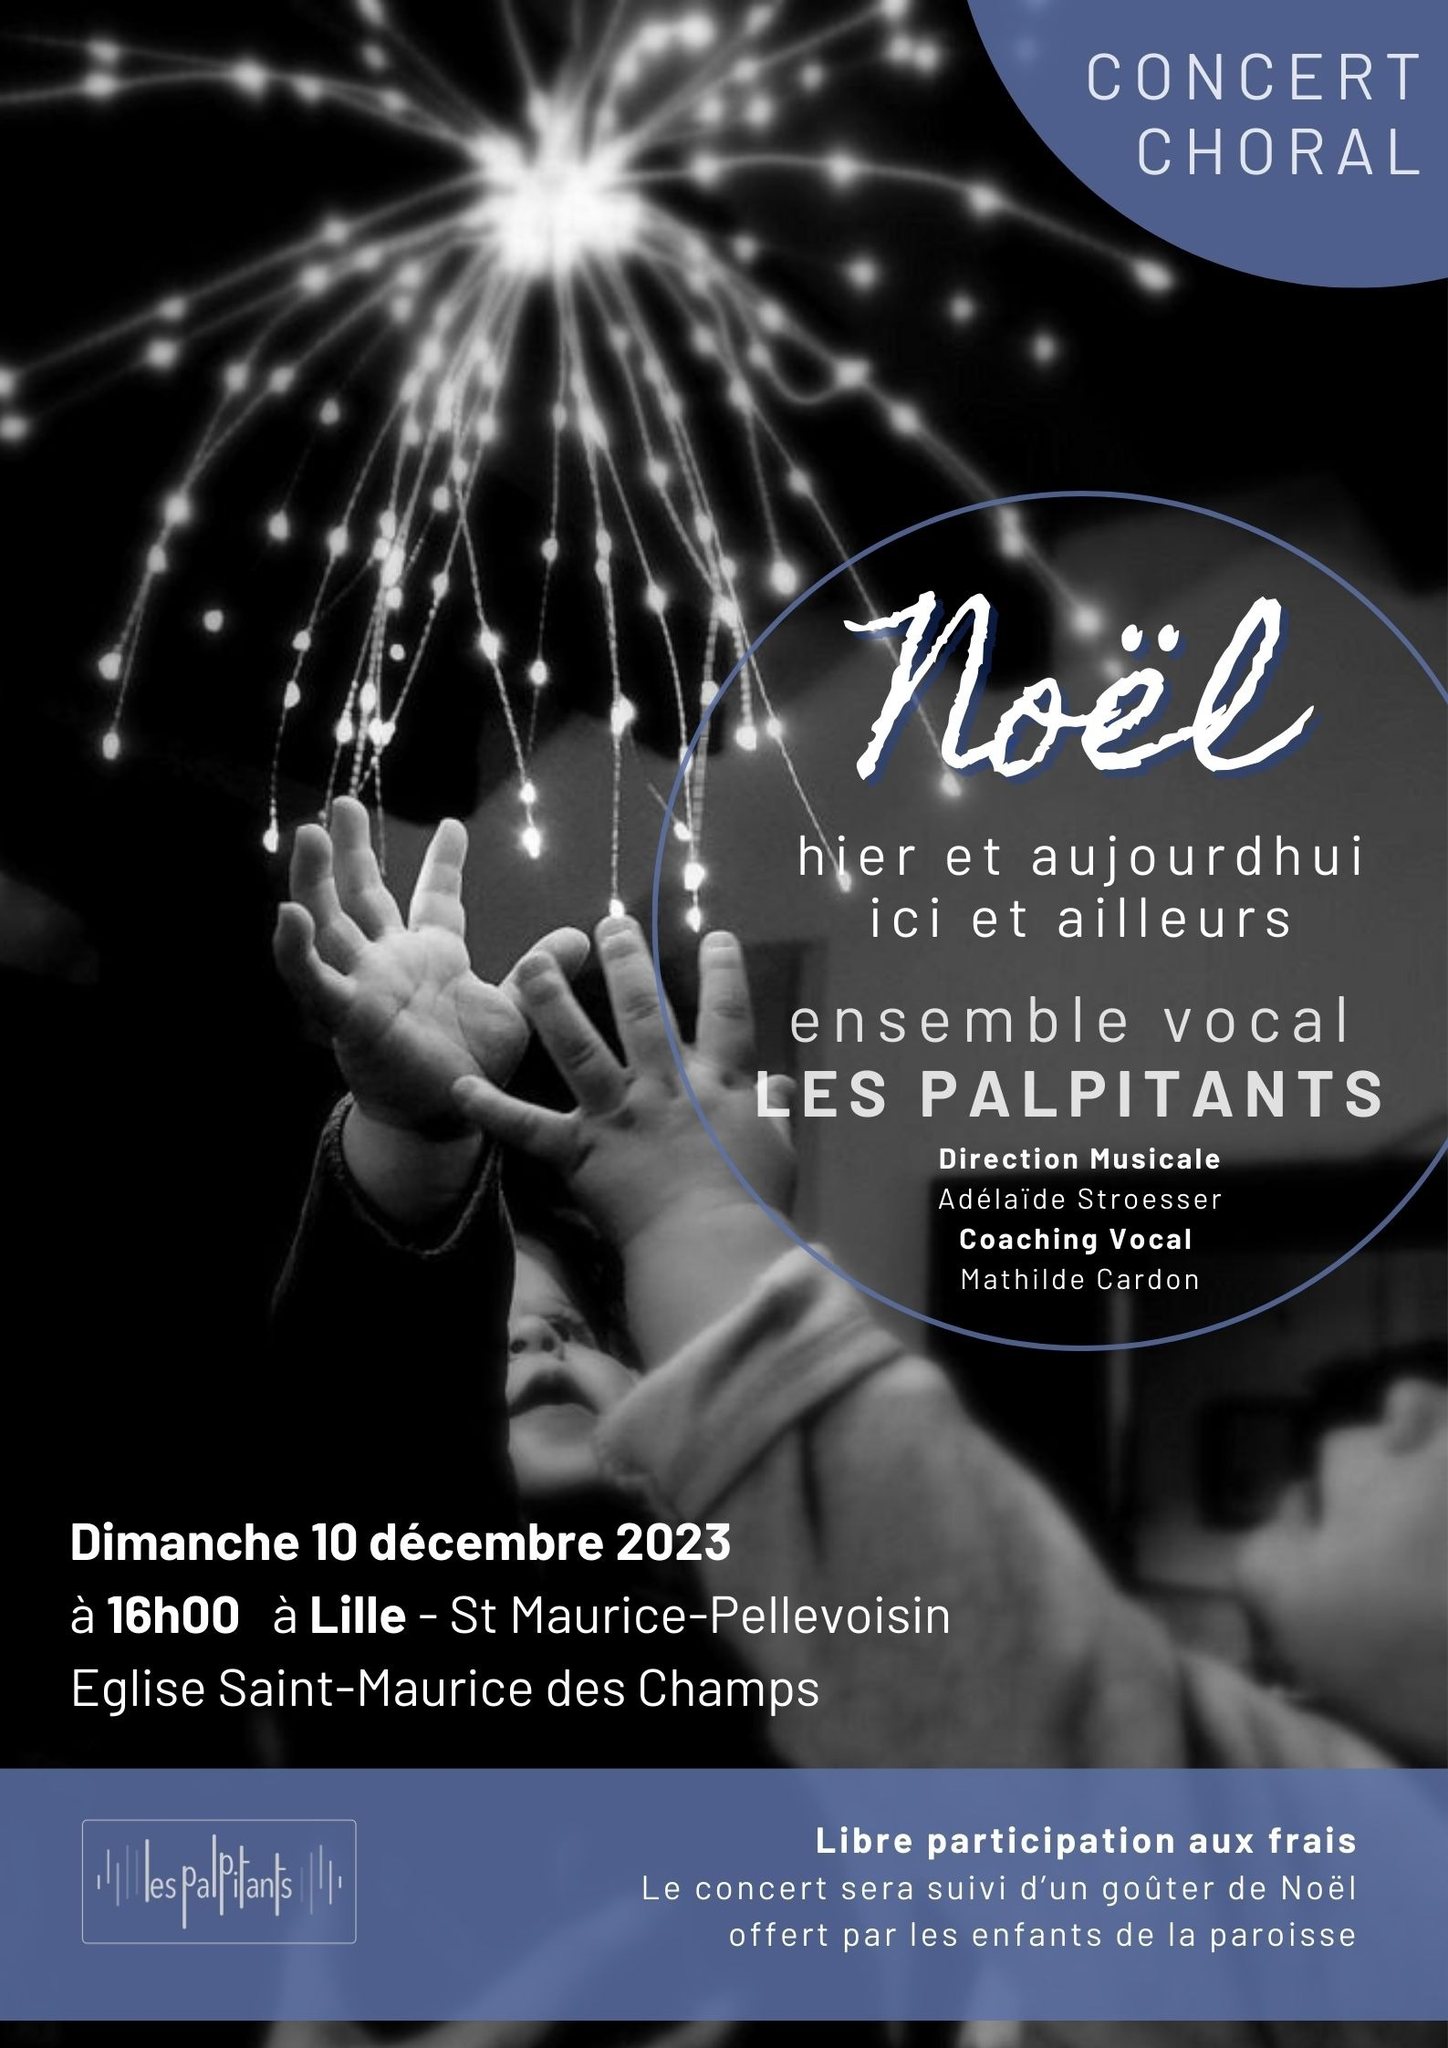 CONCERT
CHORAL
Noël
hier et aujourdhui
ici et ailleurs
ensemble vocal
LES PALPITANTS
Direction Musicale
Adélaïde Stroesser
Coaching Vocal
Mathilde Cardon
Dimanche 10 décembre 2023
à 16h00 à Lille - St Maurice-Pellevoisin
Eglise Saint-Maurice des Champs
les palpitants
Libre participation aux frais
Le concert sera suivi d’un goûter de Noël
offert par les enfants de la paroisse